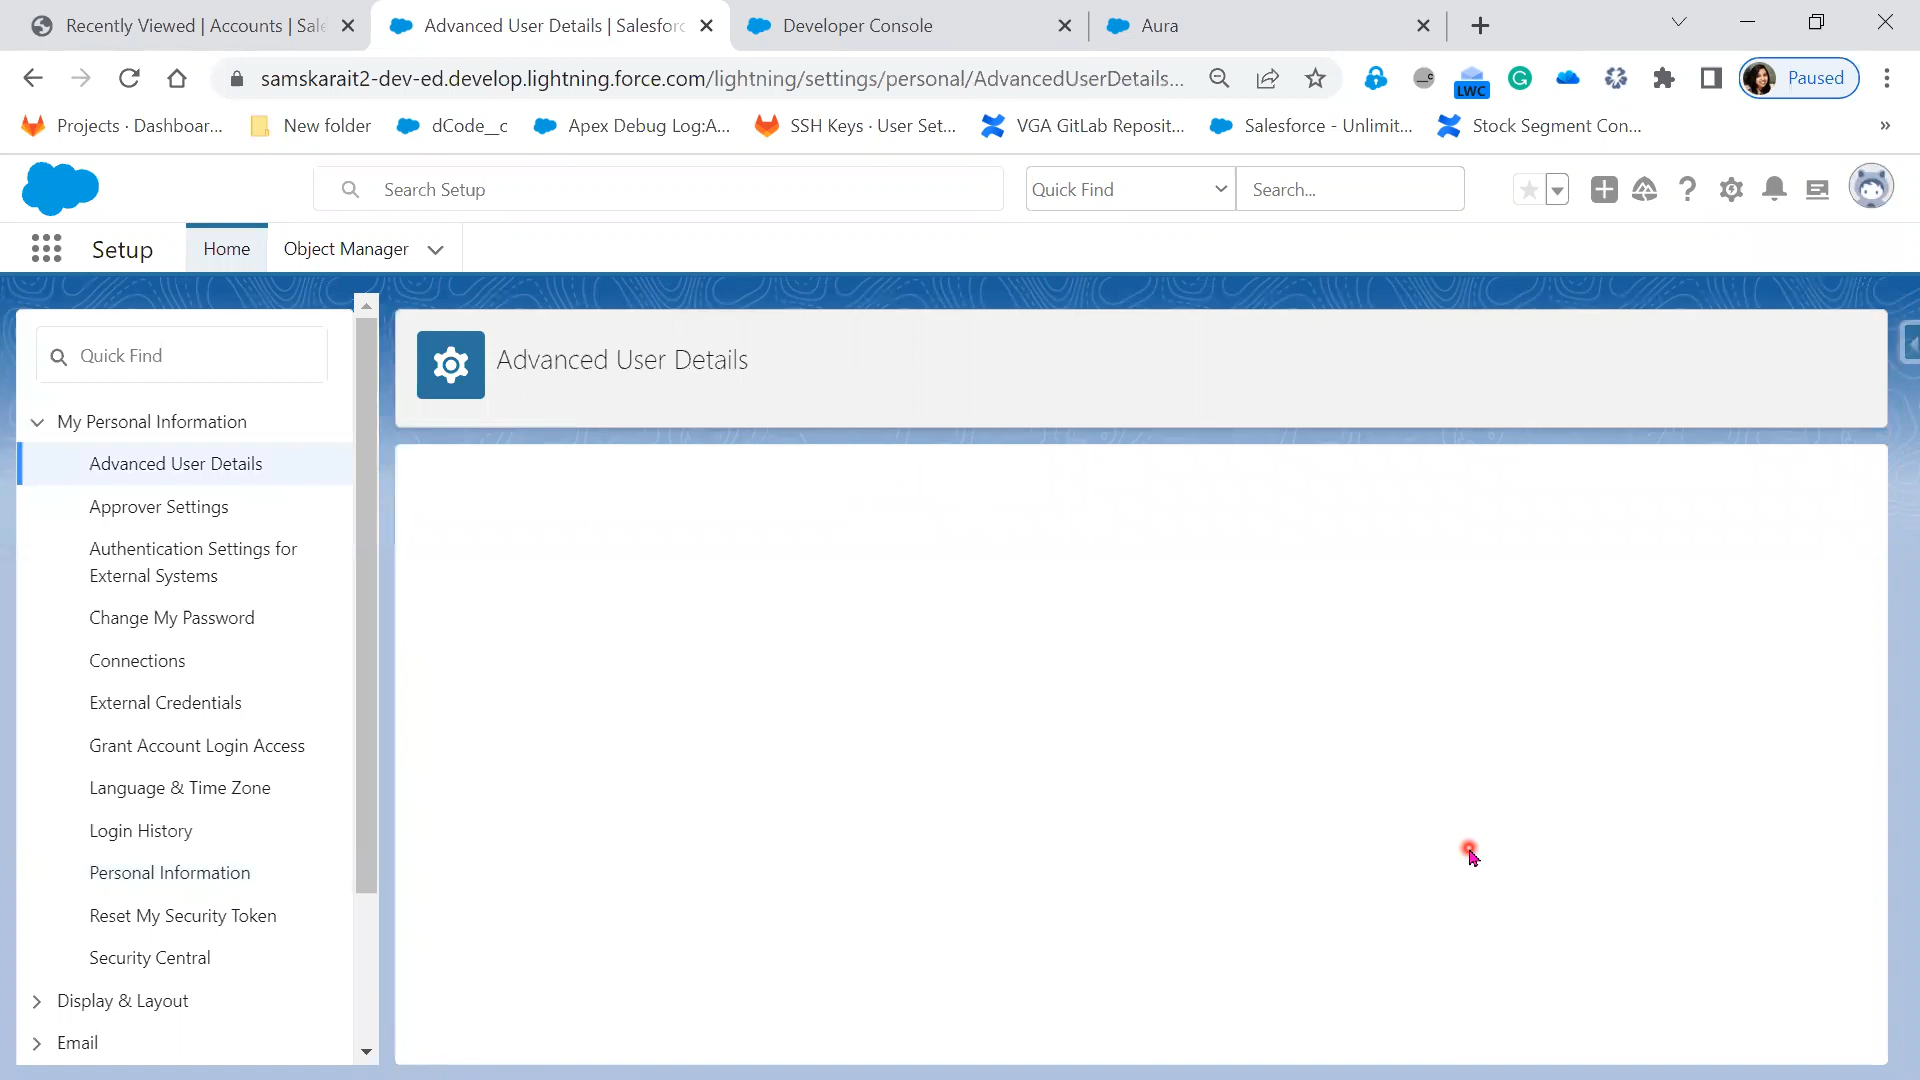 Recently Viewed | Accounts | Sale
Advanced User Details | Salesforc
Developer Console
Aura
samskarait2-dev-ed.develop.lightning.force.com/lightning/settings/personal/AdvancedUserDetails...
LWC
Paused
Projects · Dashboar...
New folder
dCode__c
Apex Debug Log:A...
SSH Keys · User Set...
VGA GitLab Reposit...
Salesforce - Unlimit...
Stock Segment Con...
»
Search Setup
Quick Find
Search...
Setup
Home
Object Manager
Quick Find
Advanced User Details
My Personal Information
Advanced User Details
Approver Settings
Authentication Settings for
External Systems
Change My Password
Connections
External Credentials
Grant Account Login Access
Language & Time Zone
Login History
Personal Information
Reset My Security Token
Security Central
Display & Layout
Email